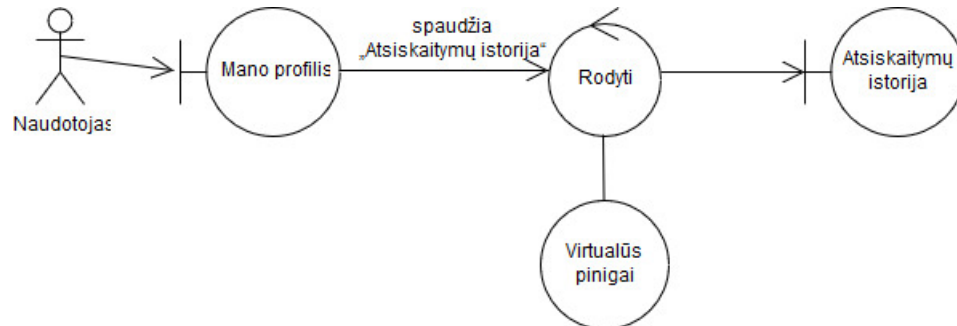 spaudžia
„Atsiskaitymų istorija“
Naudotojas
Mano profilis
Rodyti
Atsiskaitymų
istorija
Virtualūs
pinigai